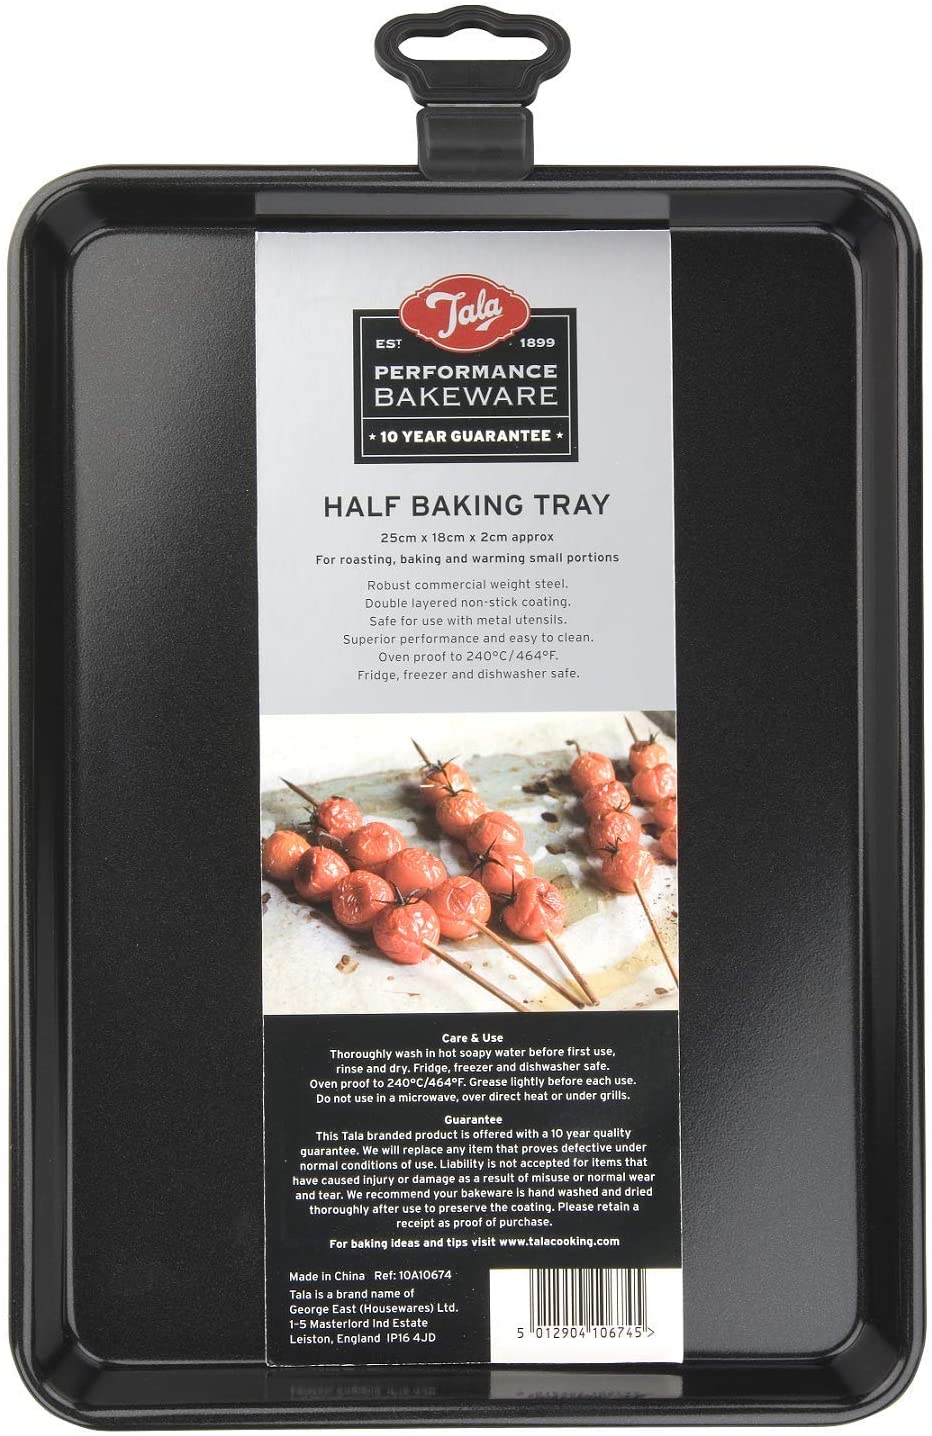 Tala
EST 1899
PERFORMANCE
BAKEWARE
★ 10 YEAR GUARANTEE ★
HALF BAKING TRAY
25cm x 18cm x 2cm approx
For roasting, baking and warming small portions
Robust commercial weight steel.
Double layered non-stick coating.
Safe for use with metal utensils.
Superior performance and easy to clean.
Oven proof to 240ºC/464ºF.
Fridge, freezer and dishwasher safe.
Care & Use
Thoroughly wash in hot soapy water before first use,
rinse and dry. Fridge, freezer and dishwasher safe.
Oven proof to 240ºC/464ºF. Grease lightly before each use.
Do not use in a microwave, over direct heat or under grills.
Guarantee
This Tala branded product is offered with a 10 year quality
guarantee. We will replace any item that proves defective under
normal conditions of use. Liability is not accepted for items that
have caused injury or damage as a result of misuse or normal wear
and tear. We recommend your bakeware is hand washed and dried
thoroughly after use to preserve the coating. Please retain a
receipt as proof of purchase.
For baking ideas and tips visit www.talacooking.com
Made in China Ref: 10A10674
Tala is a brand name of
George East (Housewares) Ltd.
1-5 Masterlord Ind Estate
Leiston, England IP16 4JD
5 012904 106745 >